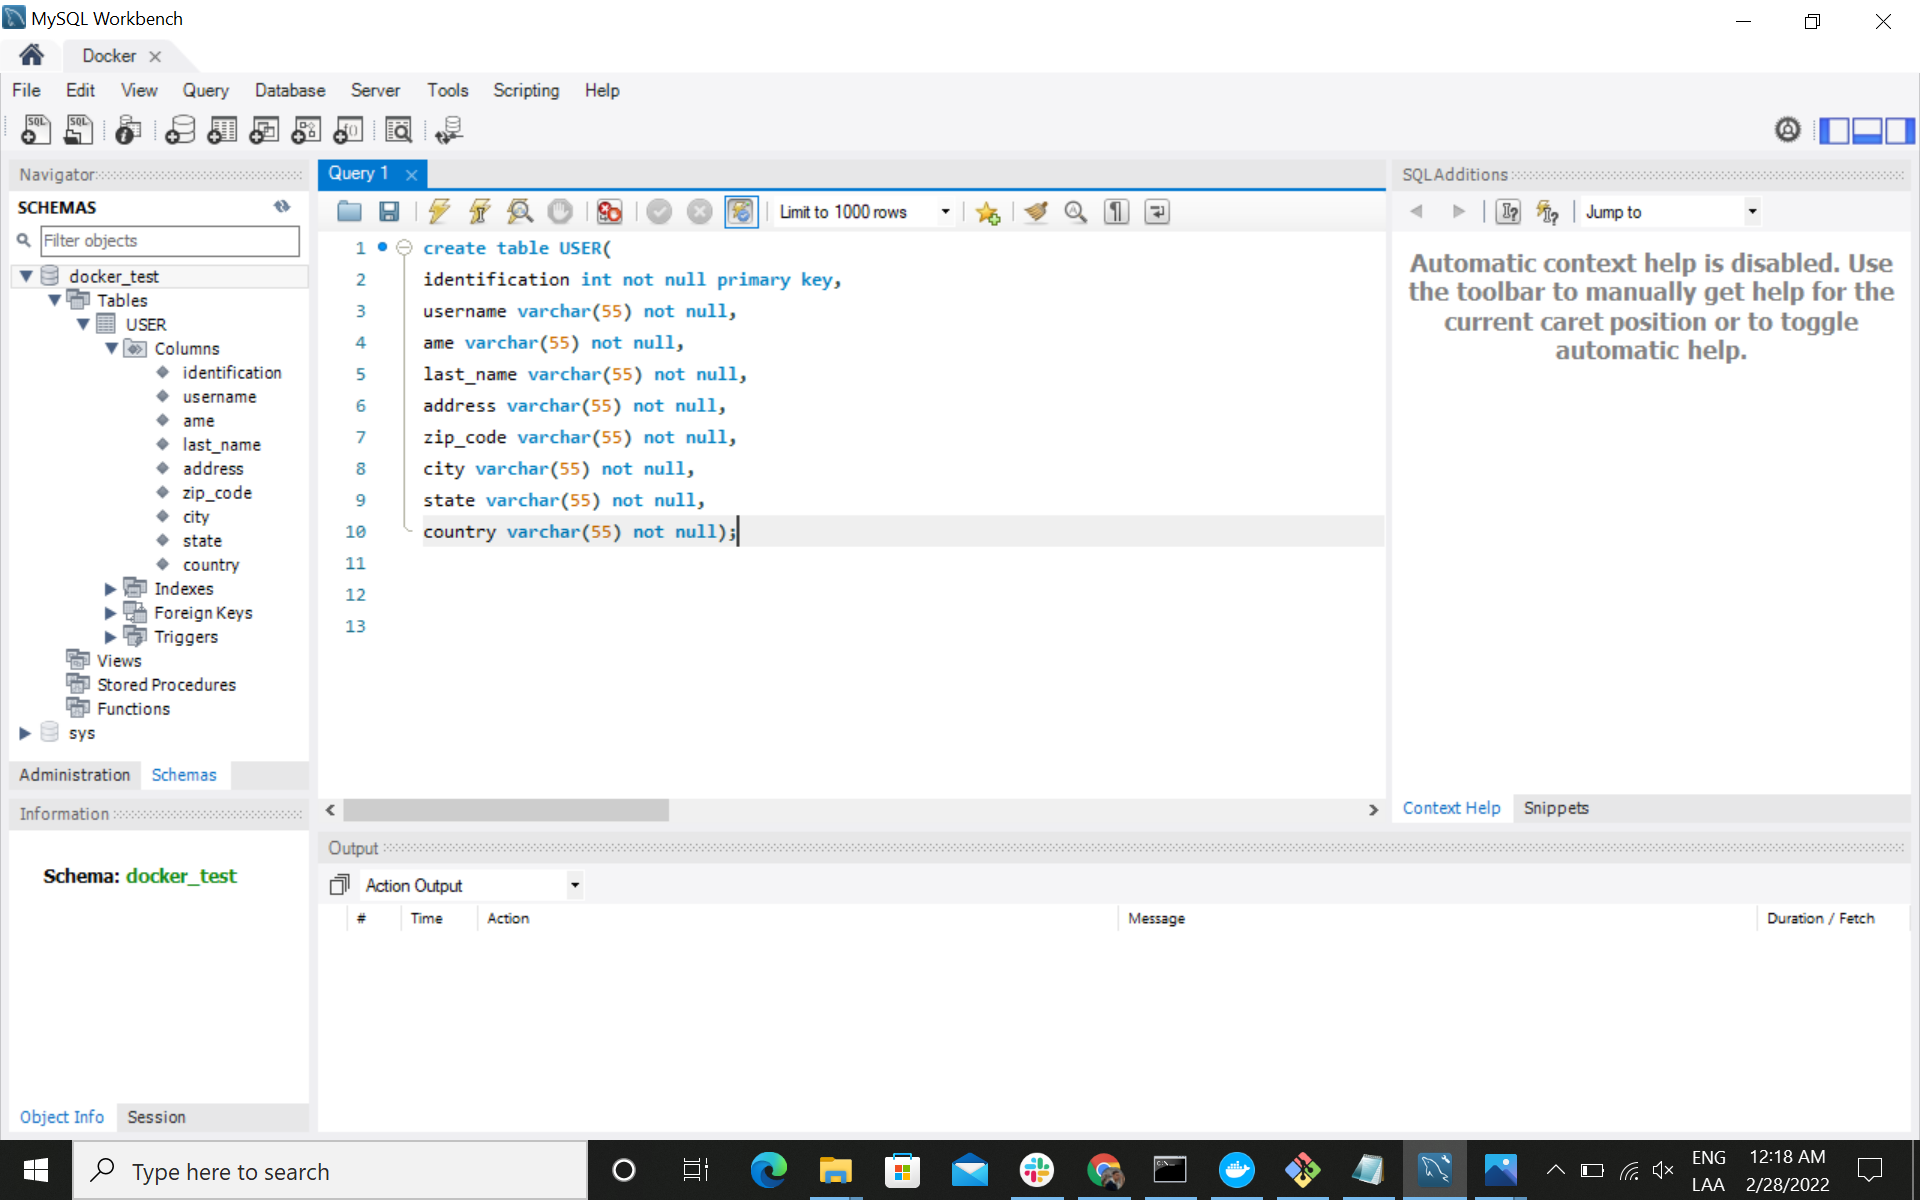 MySQL Workbench
Docker
File Edit View Query Database Server Tools Scripting Help
Navigator
SCHEMAS
Filter objects
docker_test
Tables
USER
Columns
identification
username
ame
last_name
address
zip_code
city
state
country
Indexes
Foreign Keys
Triggers
Views
Stored Procedures
Functions
sys
Administration Schemas
Information
Schema: docker_test
Object Info Session
Query 1
Limit to 1000 rows
1 create table USER(
2 identification int not null primary key,
3 username varchar(55) not null,
4 ame varchar(55) not null,
5 last_name varchar(55) not null,
6 address varchar(55) not null,
7 zip_code varchar(55) not null,
8 city varchar(55) not null,
9 state varchar(55) not null,
10 country varchar(55) not null);
11
12
13
SQLAdditions
Jump to
Automatic context help is disabled. Use
the toolbar to manually get help for the
current caret position or to toggle
automatic help.
Context Help Snippets
Output
Action Output
# Time Action Message Duration / Fetch
Type here to search
ENG
LAA
12:18 AM
2/28/2022